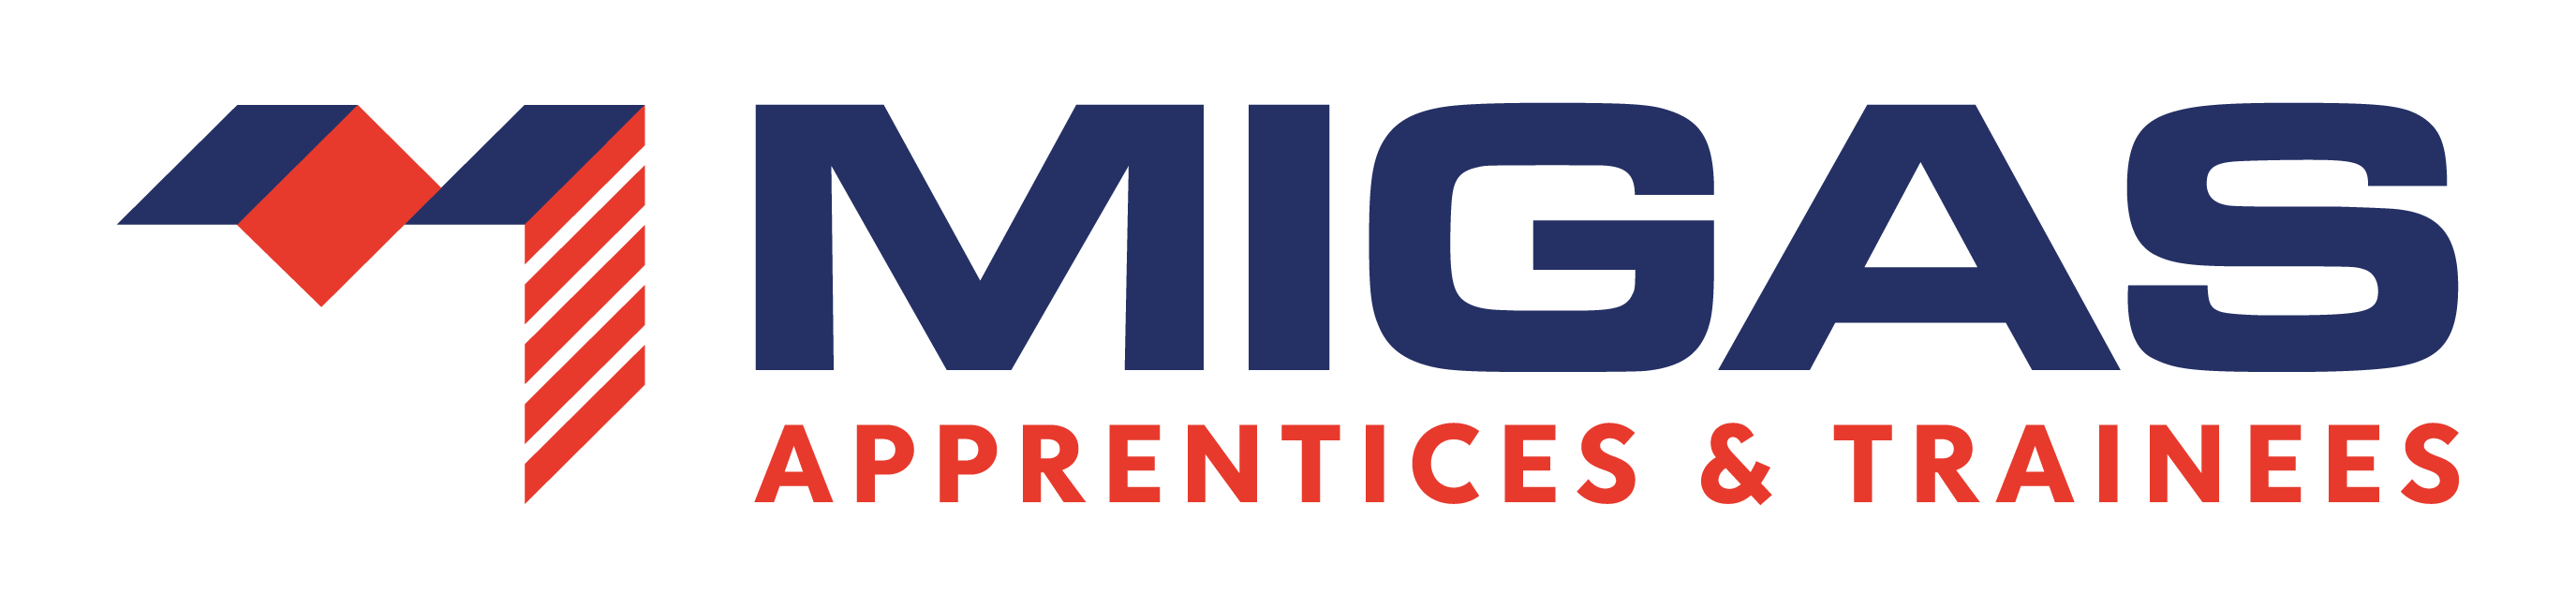 MIGAS
APPRENTICES & TRAINEES